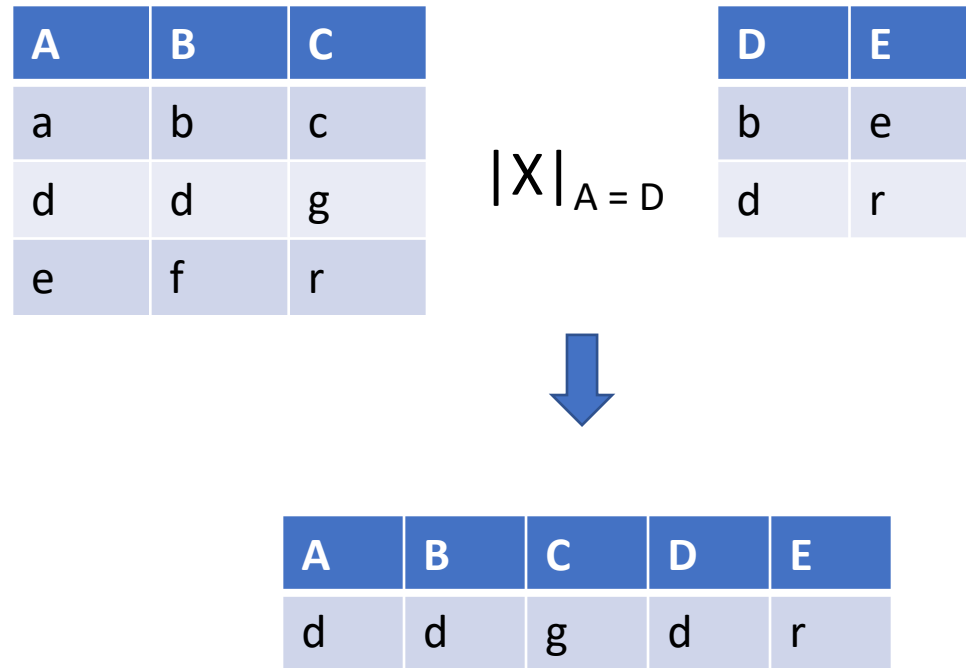 A B C
a b c
d d g
e f r
|X| A = D
D E
b e
d r
A B C D E
d d g d r